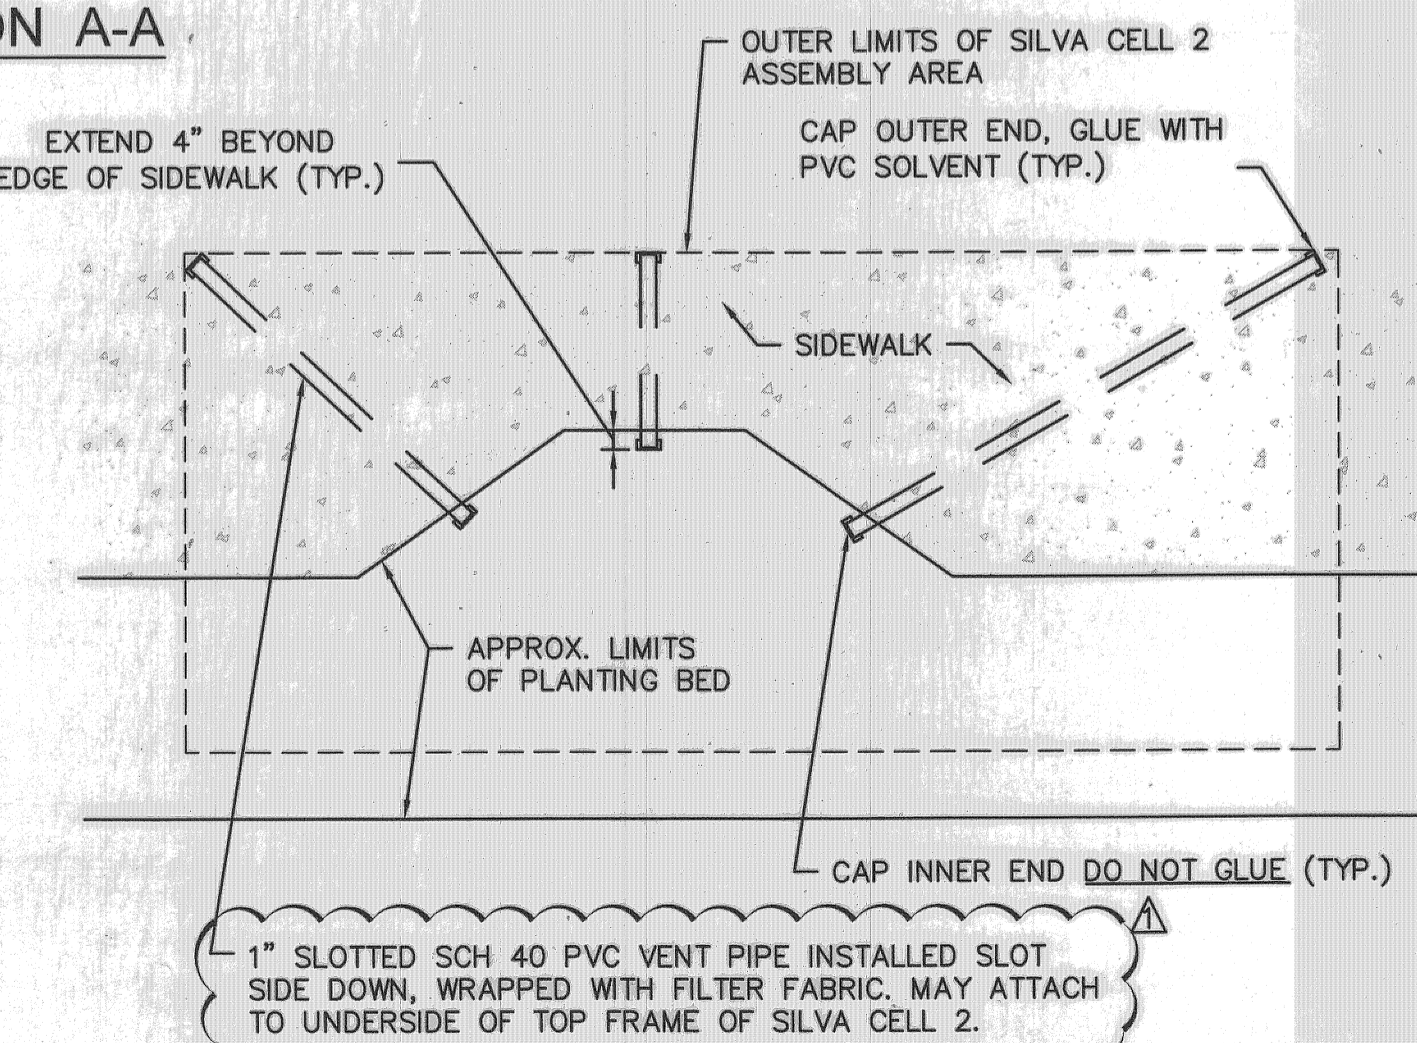 ON A-A
OUTER LIMITS OF SILVA CELL 2
ASSEMBLY AREA
EXTEND 4" BEYOND
EDGE OF SIDEWALK (TYP.)
CAP OUTER END, GLUE WITH
PVC SOLVENT (TYP.)
SIDEWALK
APPROX. LIMITS
OF PLANTING BED
CAP INNER END DO NOT GLUE (TYP.)
1
1" SLOTTED SCH 40 PVC VENT PIPE INSTALLED SLOT
SIDE DOWN, WRAPPED WITH FILTER FABRIC. MAY ATTACH
TO UNDERSIDE OF TOP FRAME OF SILVA CELL 2.